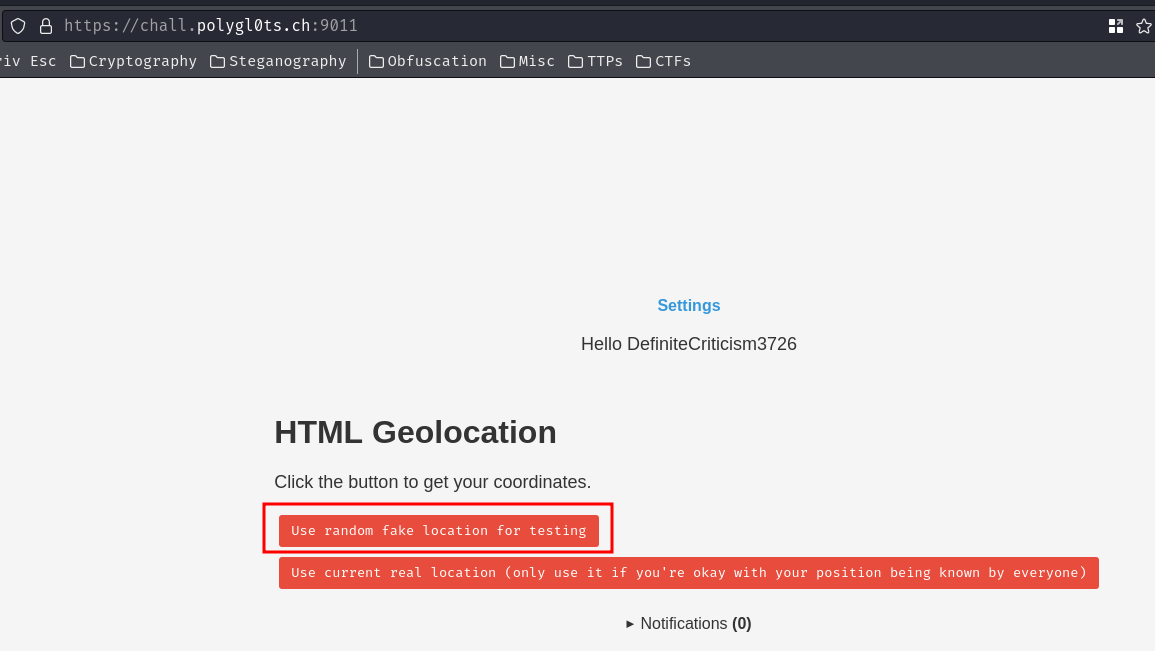 https://chall.polygl0ts.ch:9011
iv Esc Cryptography Steganography Obfuscation Misc TTPs CTFs
Settings
Hello DefiniteCriticism3726
HTML Geolocation
Click the button to get your coordinates.
Use random fake location for testing
Use current real location (only use it if you're okay with your position being known by everyone)
▸ Notifications (0)